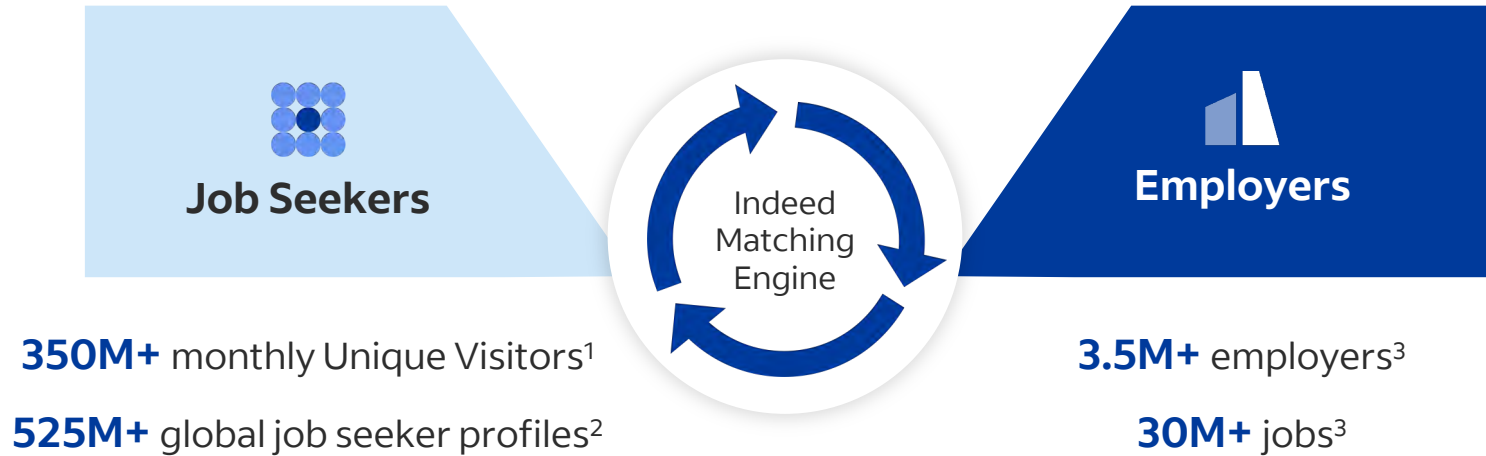 Job Seekers
350M+ monthly Unique Visitors¹
525M+ global job seeker profiles²
Indeed
Matching
Engine
Employers
3.5M+ employers³
30M+ jobs³